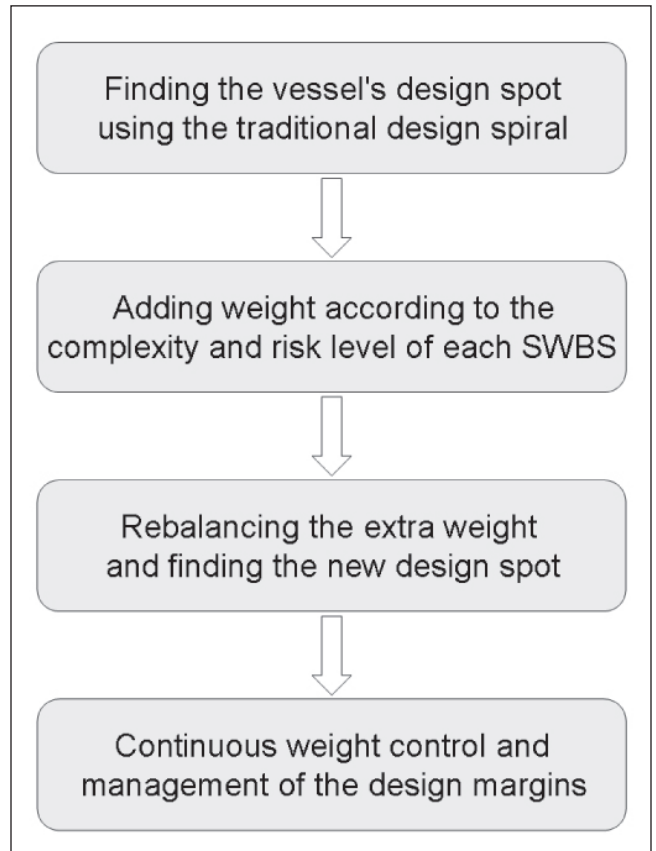 Finding the vessel's design spot
using the traditional design spiral
Adding weight according to the
complexity and risk level of each SWBS
Rebalancing the extra weight
and finding the new design spot
Continuous weight control and
management of the design margins